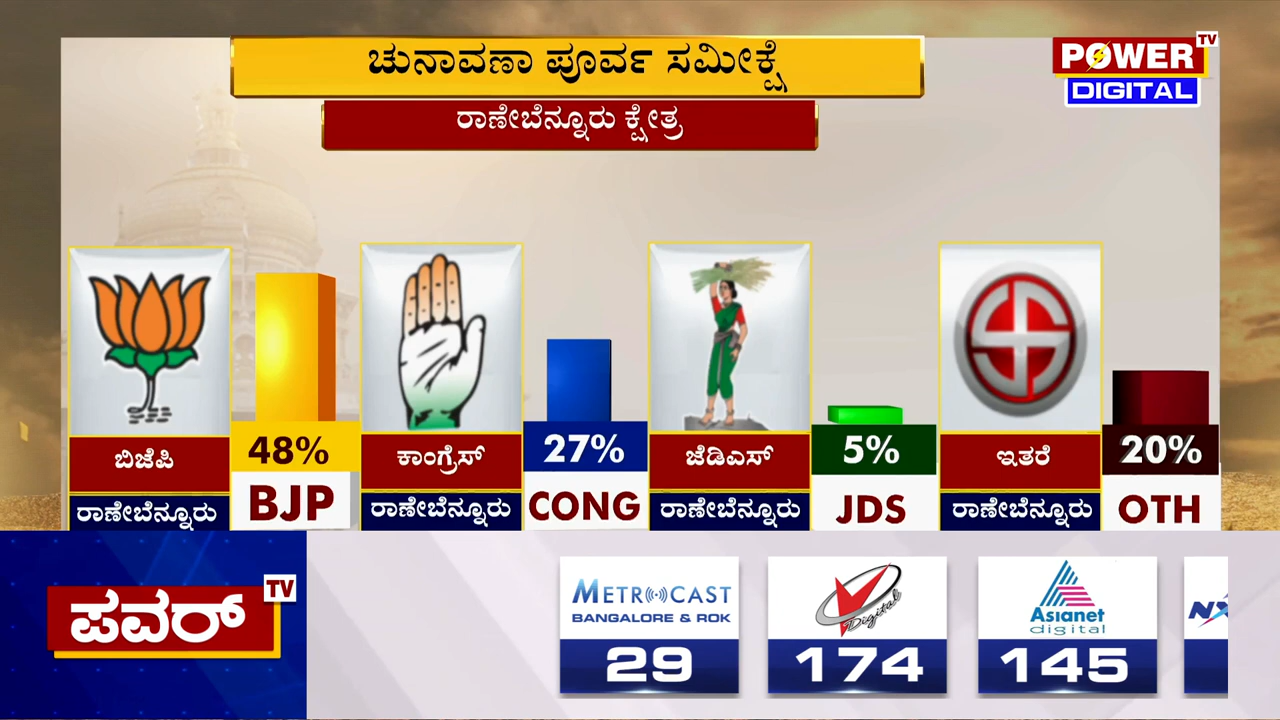 ಚುನಾವಣಾ ಪೂರ್ವ ಸಮೀಕ್ಷೆ
ರಾಣೇಬೆನ್ನೂರು ಕ್ಷೇತ್ರ
POWER TV
DIGITAL
48%
27%
5%
20%
ಬಿಜೆಪಿ
ಕಾಂಗ್ರೆಸ್
ಜೆಡಿಎಸ್
ಇತರೆ
ರಾಣೇಬೆನ್ನೂರು
BJP
ರಾಣೇಬೆನ್ನೂರು
CONG
ರಾಣೇಬೆನ್ನೂರು
JDS
ರಾಣೇಬೆನ್ನೂರು
OTH
ಪವರ್ TV
METROCAST
BANGALORE & ROK
29
V Digital
174
Asianet
digital
145